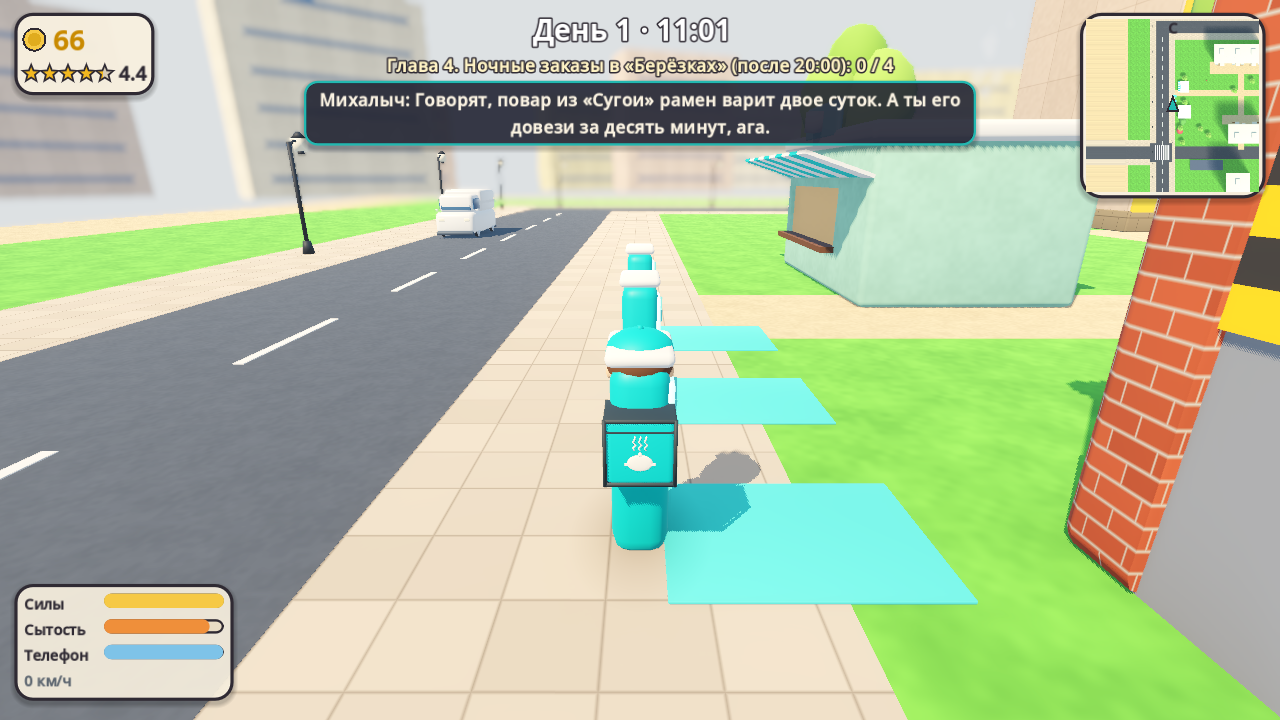 66
4.4
День 1 · 11:01
Глава 4. Ночные заказы в «Берёзках» (после 20:00): 0 / 4
Михалыч: Говорят, повар из «Сугои» рамен варит двое суток. А ты его
довези за десять минут, ага.
С
Силы
Сытость
Телефон
0 км/ч